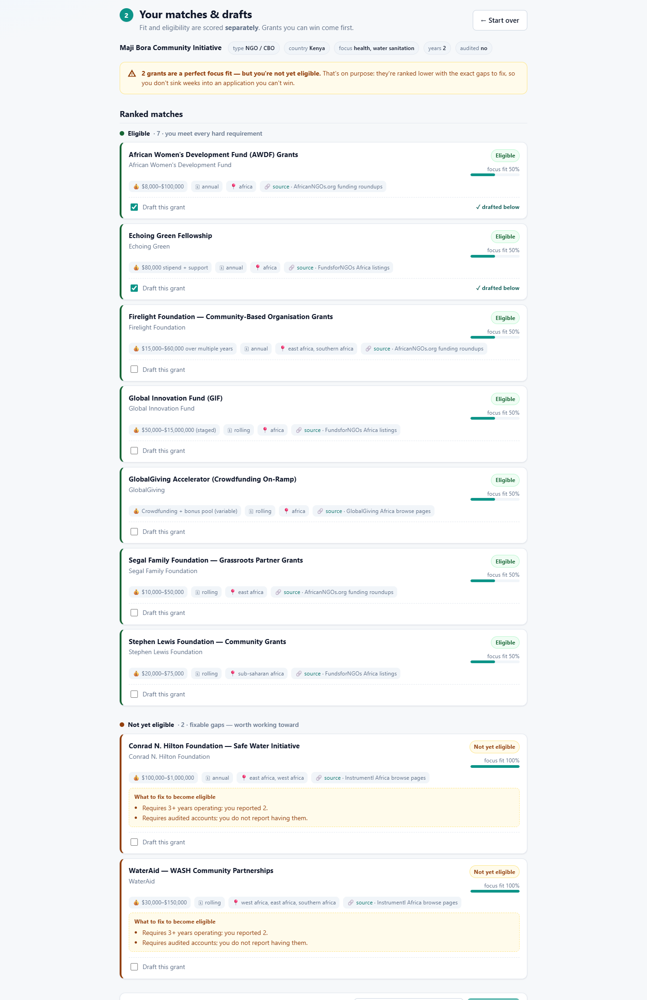 2
Your matches & drafts
← Start over
Fit and eligibility are scored separately. Grants you can win come first.
Maji Bora Community Initiative type NGO / CBO country Kenya focus health, water sanitation years 2 audited no
2 grants are a perfect focus fit — but you're not yet eligible. That's on purpose: they're ranked lower with the exact gaps to fix, so
you don't sink weeks into an application you can't win.
Ranked matches
Eligible · 7 · you meet every hard requirement
African Women's Development Fund (AWDF) Grants
Eligible
African Women's Development Fund
focus fit 50%
$8,000–$100,000 annual africa source · AfricanNGOs.org funding roundups
Draft this grant
✓ drafted below
Echoing Green Fellowship
Eligible
Echoing Green
focus fit 50%
$80,000 stipend + support annual africa source · FundsforNGOs Africa listings
Draft this grant
✓ drafted below
Firelight Foundation — Community-Based Organisation Grants
Eligible
Firelight Foundation
focus fit 50%
$15,000–$60,000 over multiple years annual east africa, southern africa source · AfricanNGOs.org funding roundups
Draft this grant
Global Innovation Fund (GIF)
Eligible
Global Innovation Fund
focus fit 50%
$50,000–$15,000,000 (staged) rolling africa source · FundsforNGOs Africa listings
Draft this grant
GlobalGiving Accelerator (Crowdfunding On-Ramp)
Eligible
GlobalGiving
focus fit 50%
Crowdfunding + bonus pool (variable) rolling africa source · GlobalGiving Africa browse pages
Draft this grant
Segal Family Foundation — Grassroots Partner Grants
Eligible
Segal Family Foundation
focus fit 50%
$10,000–$50,000 rolling east africa source · AfricanNGOs.org funding roundups
Draft this grant
Stephen Lewis Foundation — Community Grants
Eligible
Stephen Lewis Foundation
focus fit 50%
$20,000–$75,000 rolling sub-saharan africa source · FundsforNGOs Africa listings
Draft this grant
Not yet eligible · 2 · fixable gaps — worth working toward
Conrad N. Hilton Foundation — Safe Water Initiative
Not yet eligible
Conrad N. Hilton Foundation
focus fit 100%
$100,000–$1,000,000 annual east africa, west africa source · Instrumentl Africa browse pages
What to fix to become eligible
• Requires 3+ years operating; you reported 2.
• Requires audited accounts; you do not report having them.
Draft this grant
WaterAid — WASH Community Partnerships
Not yet eligible
WaterAid
focus fit 100%
$30,000–$150,000 rolling west africa, east africa, southern africa source · Instrumentl Africa browse pages
What to fix to become eligible
• Requires 3+ years operating; you reported 2.
• Requires audited accounts; you do not report having them.
Draft this grant